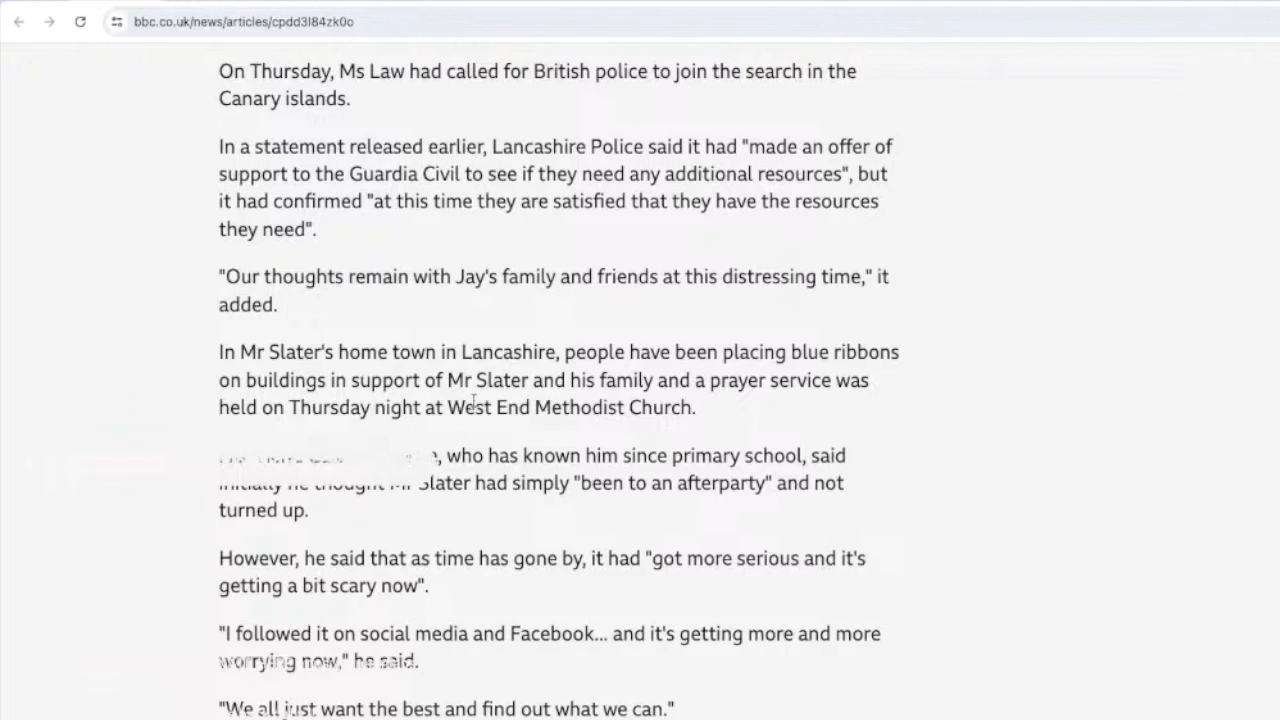 bbc.co.uk/news/articles/cpdd3l84zk0o
On Thursday, Ms Law had called for British police to join the search in the
Canary islands.
In a statement released earlier, Lancashire Police said it had "made an offer of
support to the Guardia Civil to see if they need any additional resources", but
it had confirmed "at this time they are satisfied that they have the resources
they need".
"Our thoughts remain with Jay's family and friends at this distressing time," it
added.
In Mr Slater's home town in Lancashire, people have been placing blue ribbons
on buildings in support of Mr Slater and his family and a prayer service was
held on Thursday night at West End Methodist Church.
, who has known him since primary school, said
initially he thought Mr Slater had simply "been to an afterparty" and not
turned up.
However, he said that as time has gone by, it had "got more serious and it's
getting a bit scary now".
"I followed it on social media and Facebook... and it's getting more and more
worrying now," he said.
"We all just want the best and find out what we can."